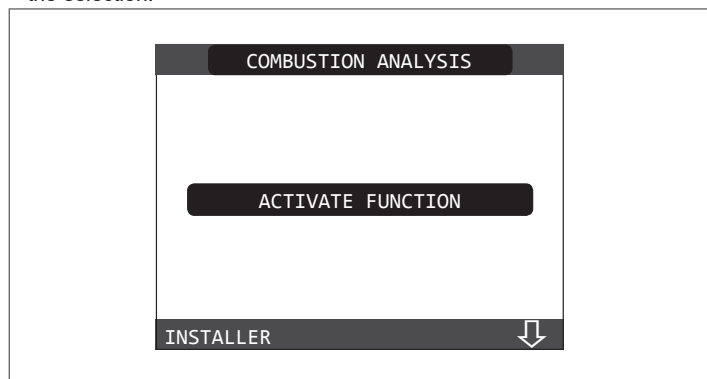 the selection.
COMBUSTION ANALYSIS
ACTIVATE FUNCTION
INSTALLER